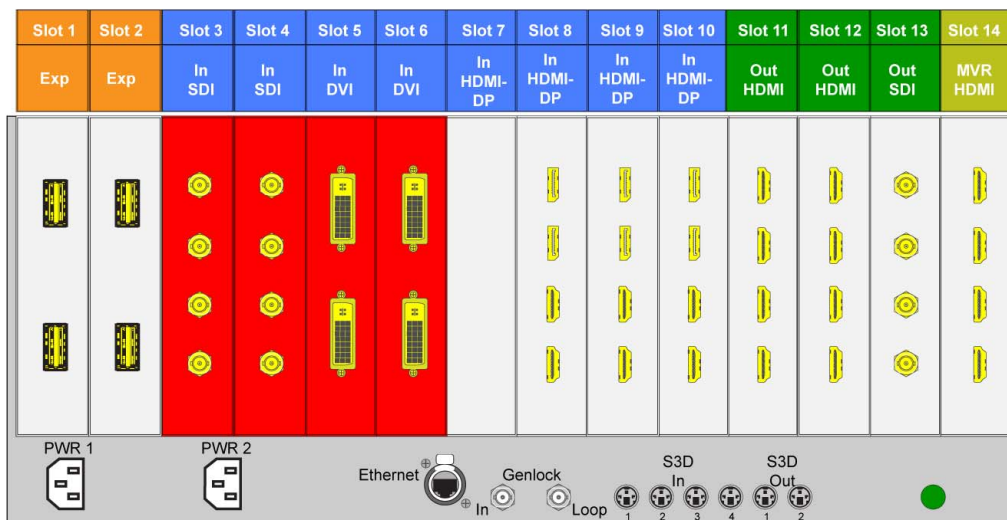 Slot 1 Slot 2 Slot 3 Slot 4 Slot 5 Slot 6 Slot 7 Slot 8 Slot 9 Slot 10 Slot 11 Slot 12 Slot 13 Slot 14
Exp
Exp
In
SDI
In
SDI
In
DVI
In
DVI
In
HDMI-
DP
In
HDMI-
DP
In
HDMI-
DP
In
HDMI-
DP
Out
HDMI
Out
HDMI
Out
SDI
MVR
HDMI
PWR 1
PWR 2
Ethernet
Genlock
In
Loop
S3D
In
S3D
Out
1 2 3 4 1 2